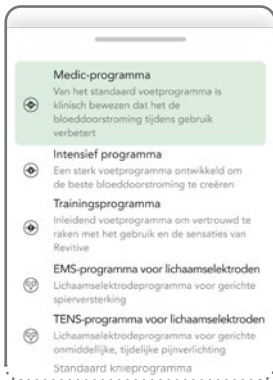 Medic-programma
Van het standaard voetprogramma is
klinisch bewezen dat het de
bloeddoorstroming tijdens gebruik
verbetert
Intensief programma
Een sterk voetprogramma ontwikkeld om
de beste bloeddoorstroming te creëren
Trainingsprogramma
Inleidend voetprogramma om vertrouwd te
raken met het gebruik en de sensaties van
Revitive
EMS-programma voor lichaamselektroden
Lichaamselektrodeprogramma voor gerichte
spierversterking
TENS-programma voor lichaamselektroden
Lichaamselektrodeprogramma voor gerichte
onmiddellijke, tijdelijke pijnverlichting
Standaard knieprogramma